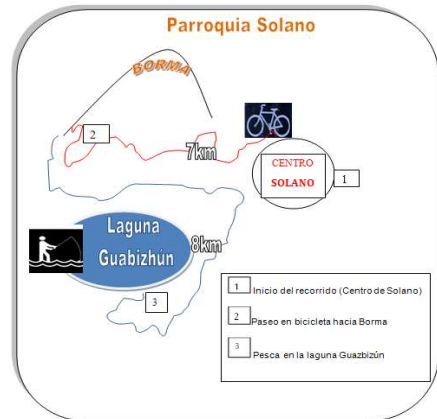 Parroquia Solano
BORMA
2
7km
CENTRO
SOLANO
1
Laguna
Guabizhún
8km
3
1 Inicio del recorrido (Centro de Solano)
2 Paseo en bicicleta hacia Borma
3 Pesca en la laguna Guazbizún